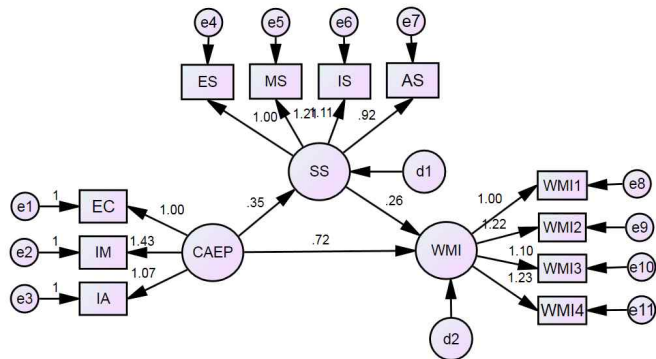 e4
e5
e6
e7
ES
MS
IS
AS
1.00
1.21
1.11
.92
SS
d1
e1
1
EC
1.00
.35
.26
1.00
WMI1
e8
e2
1
IM
1.43
CAEP
.72
WMI
1.22
WMI2
e9
1.10
WMI3
e10
e3
1
IA
1.07
1.23
WMI4
e11
d2